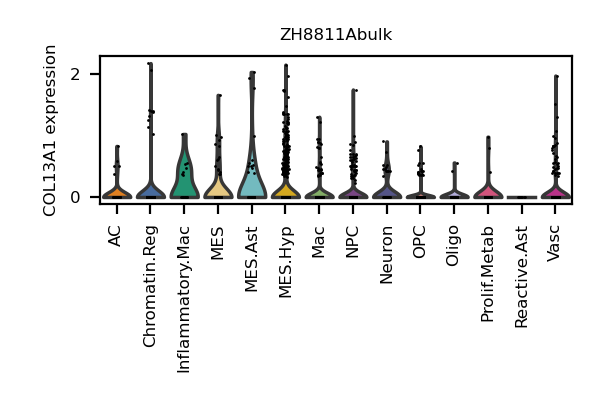 ZH8811Abulk
COL13A1 expression
2
0
AC
Chromatin.Reg
Inflammatory.Mac
MES
MES.Ast
MES.Hyp
Mac
NPC
Neuron
OPC
Oligo
Prolif.Metab
Reactive.Ast
Vasc